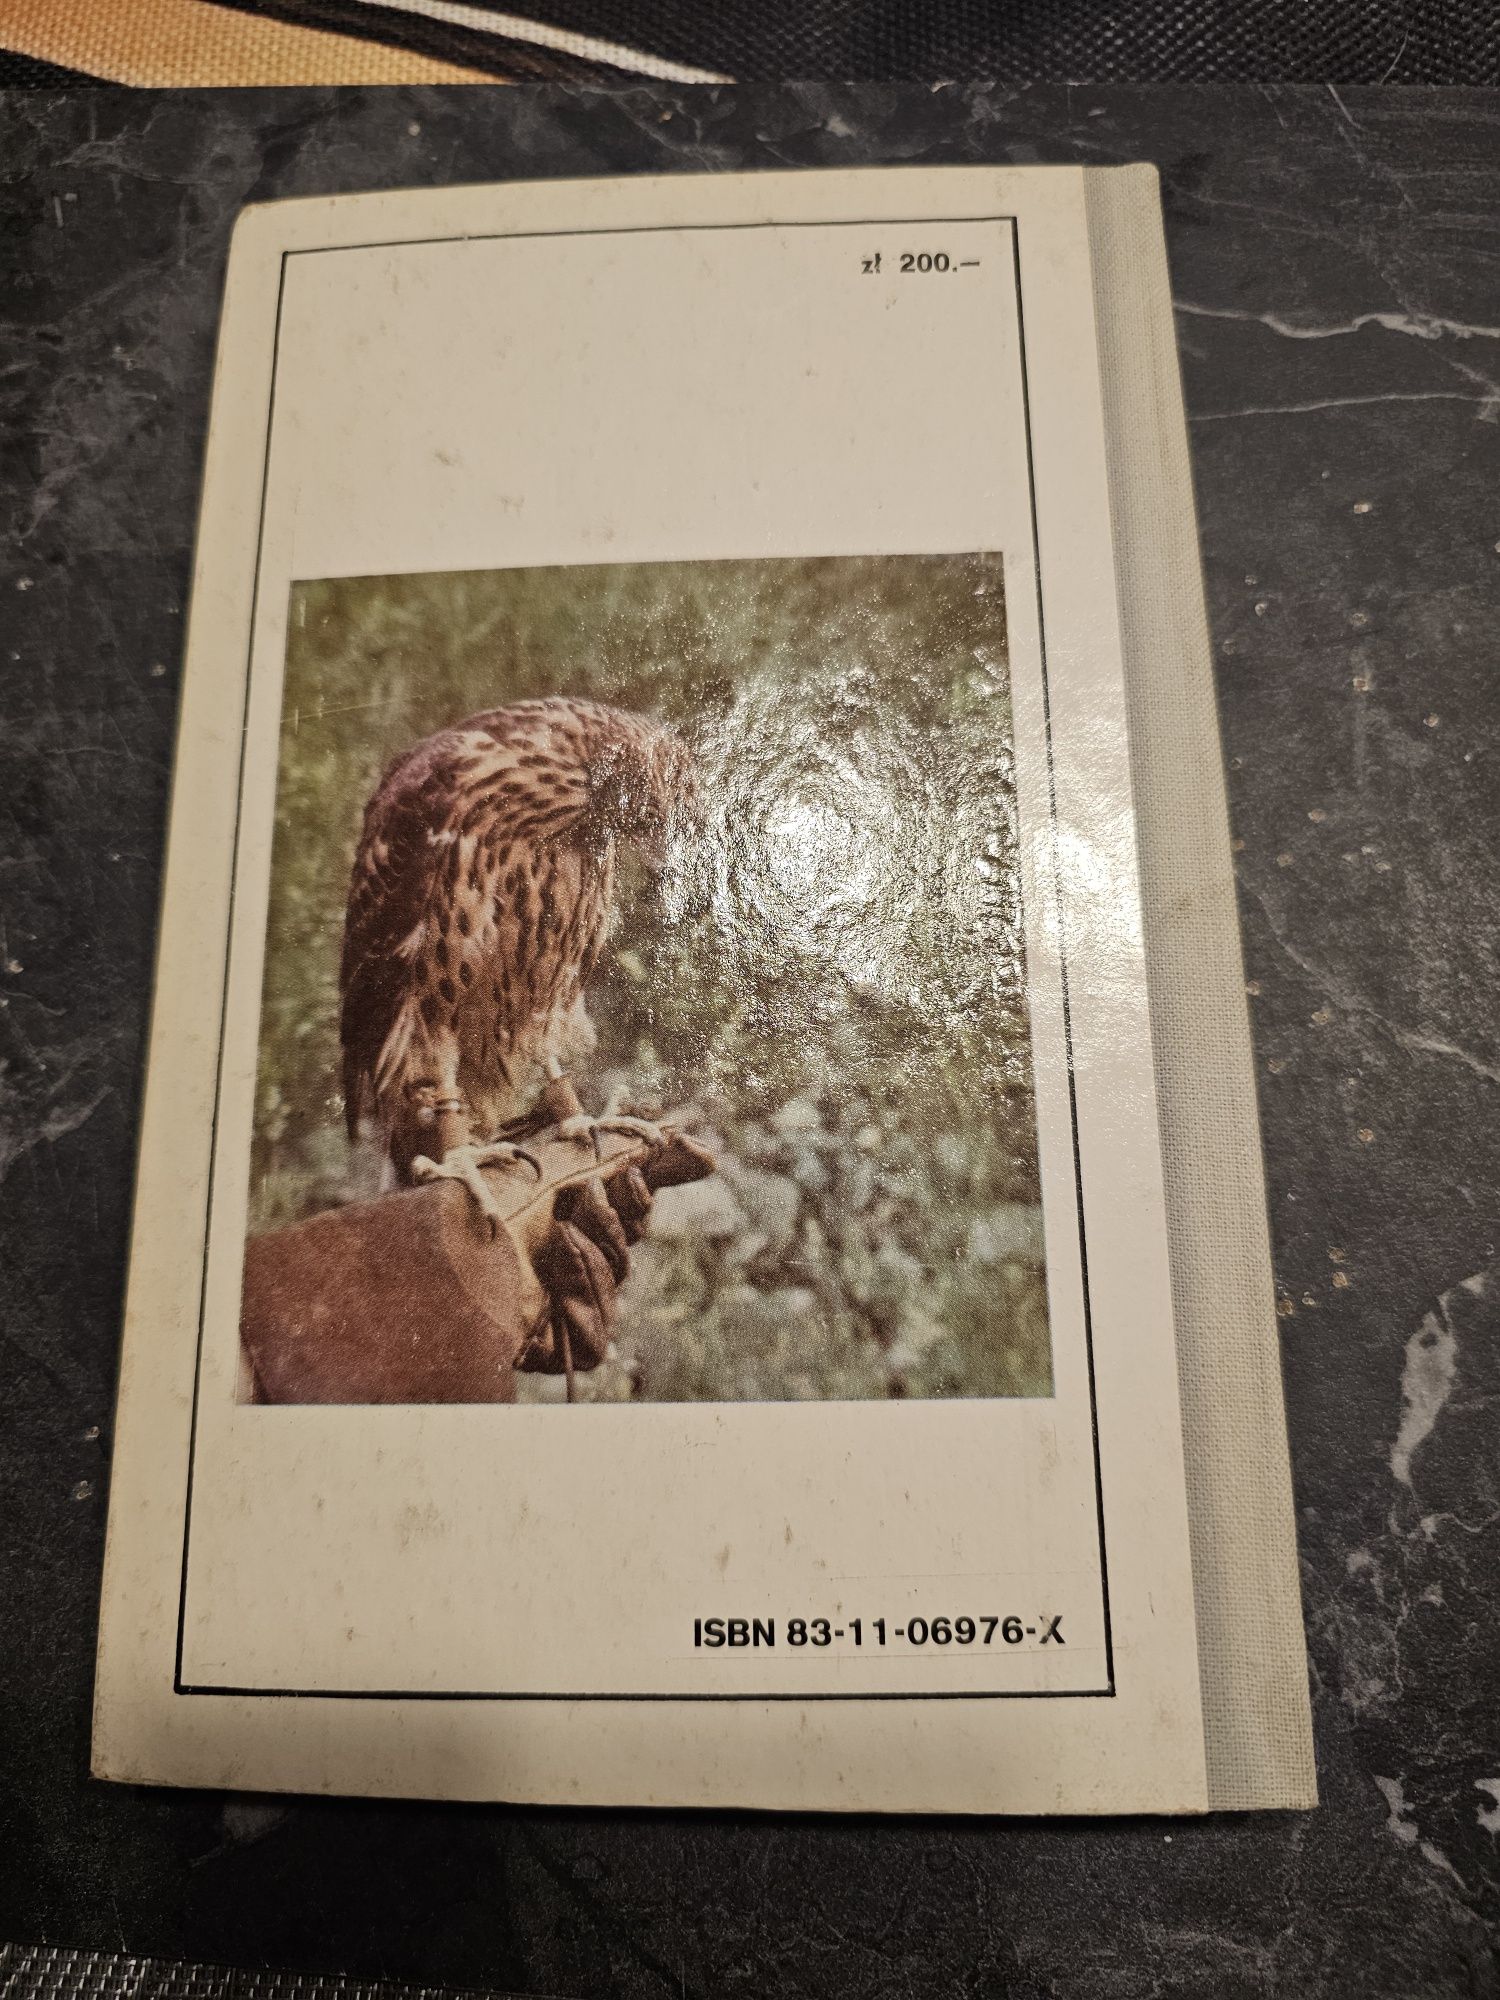 zł 200.—
ISBN 83-11-06976-X